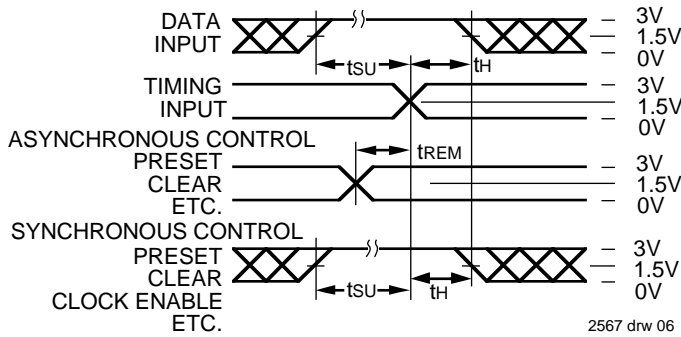 DATA
INPUT
3V
1.5V
0V
tSU
tH
TIMING
INPUT
3V
1.5V
0V
ASYNCHRONOUS CONTROL
tREM
PRESET
CLEAR
ETC.
3V
1.5V
0V
SYNCHRONOUS CONTROL
PRESET
CLEAR
CLOCK ENABLE
ETC.
tSU
tH
3V
1.5V
0V
2567 drw 06